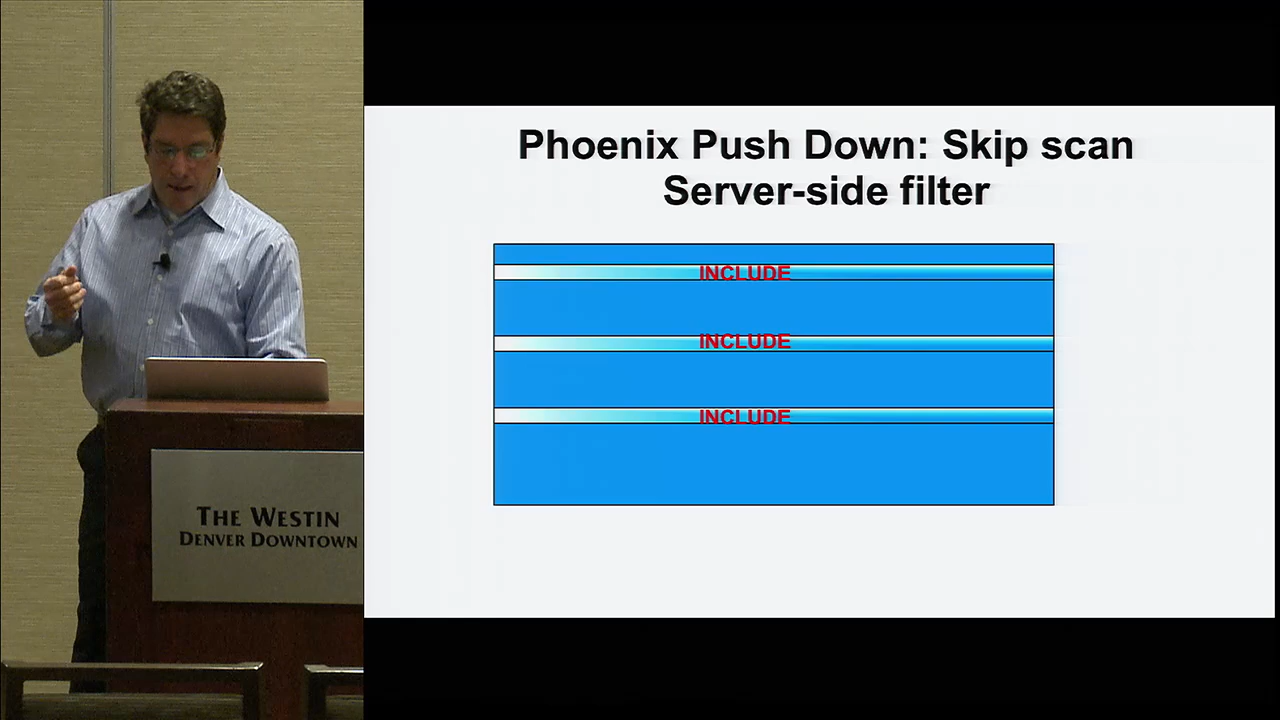 Phoenix Push Down: Skip scan
Server-side filter
INCLUDE
INCLUDE
INCLUDE
THE WESTIN
DENVER DOWNTOWN